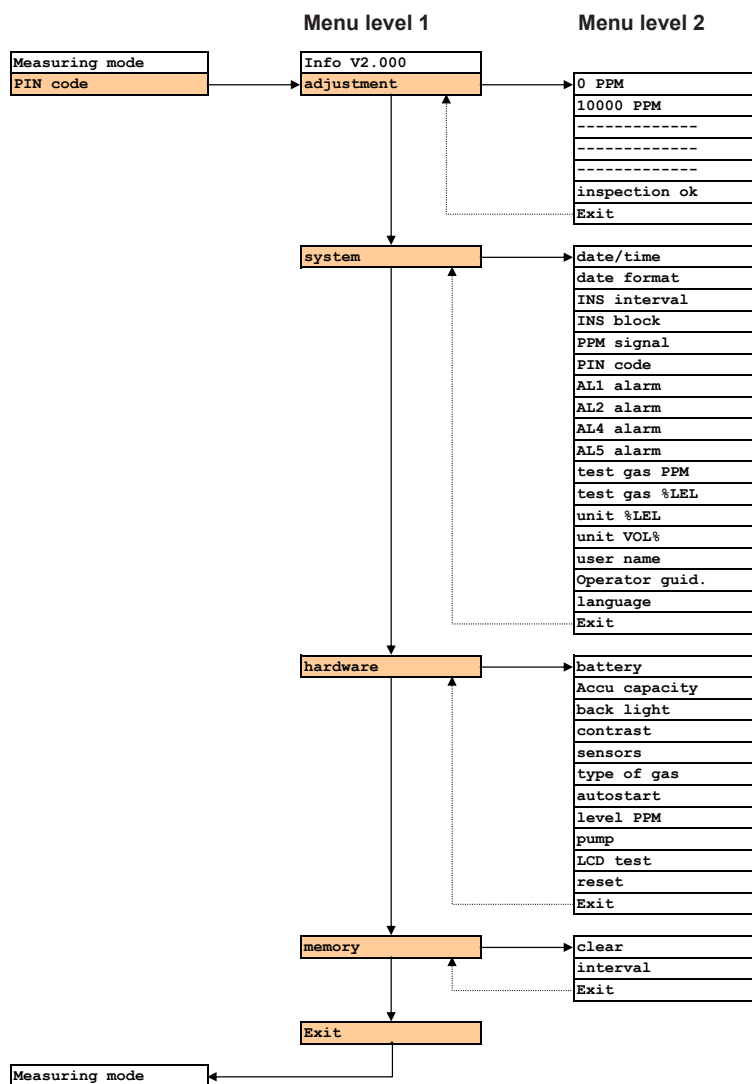 Menu level 1 Menu level 2
Measuring mode Info V2.000
PIN code adjustment 0 PPM
10000 PPM
-------------
-------------
-------------
inspection ok
Exit
system date/time
date format
INS interval
INS block
PPM signal
PIN code
AL1 alarm
AL2 alarm
AL4 alarm
AL5 alarm
test gas PPM
test gas %LEL
unit %LEL
unit VOL%
user name
Operator guid.
language
Exit
hardware battery
Accu capacity
back light
contrast
sensors
type of gas
autostart
level PPM
pump
LCD test
reset
Exit
memory clear
interval
Exit
Exit
Measuring mode